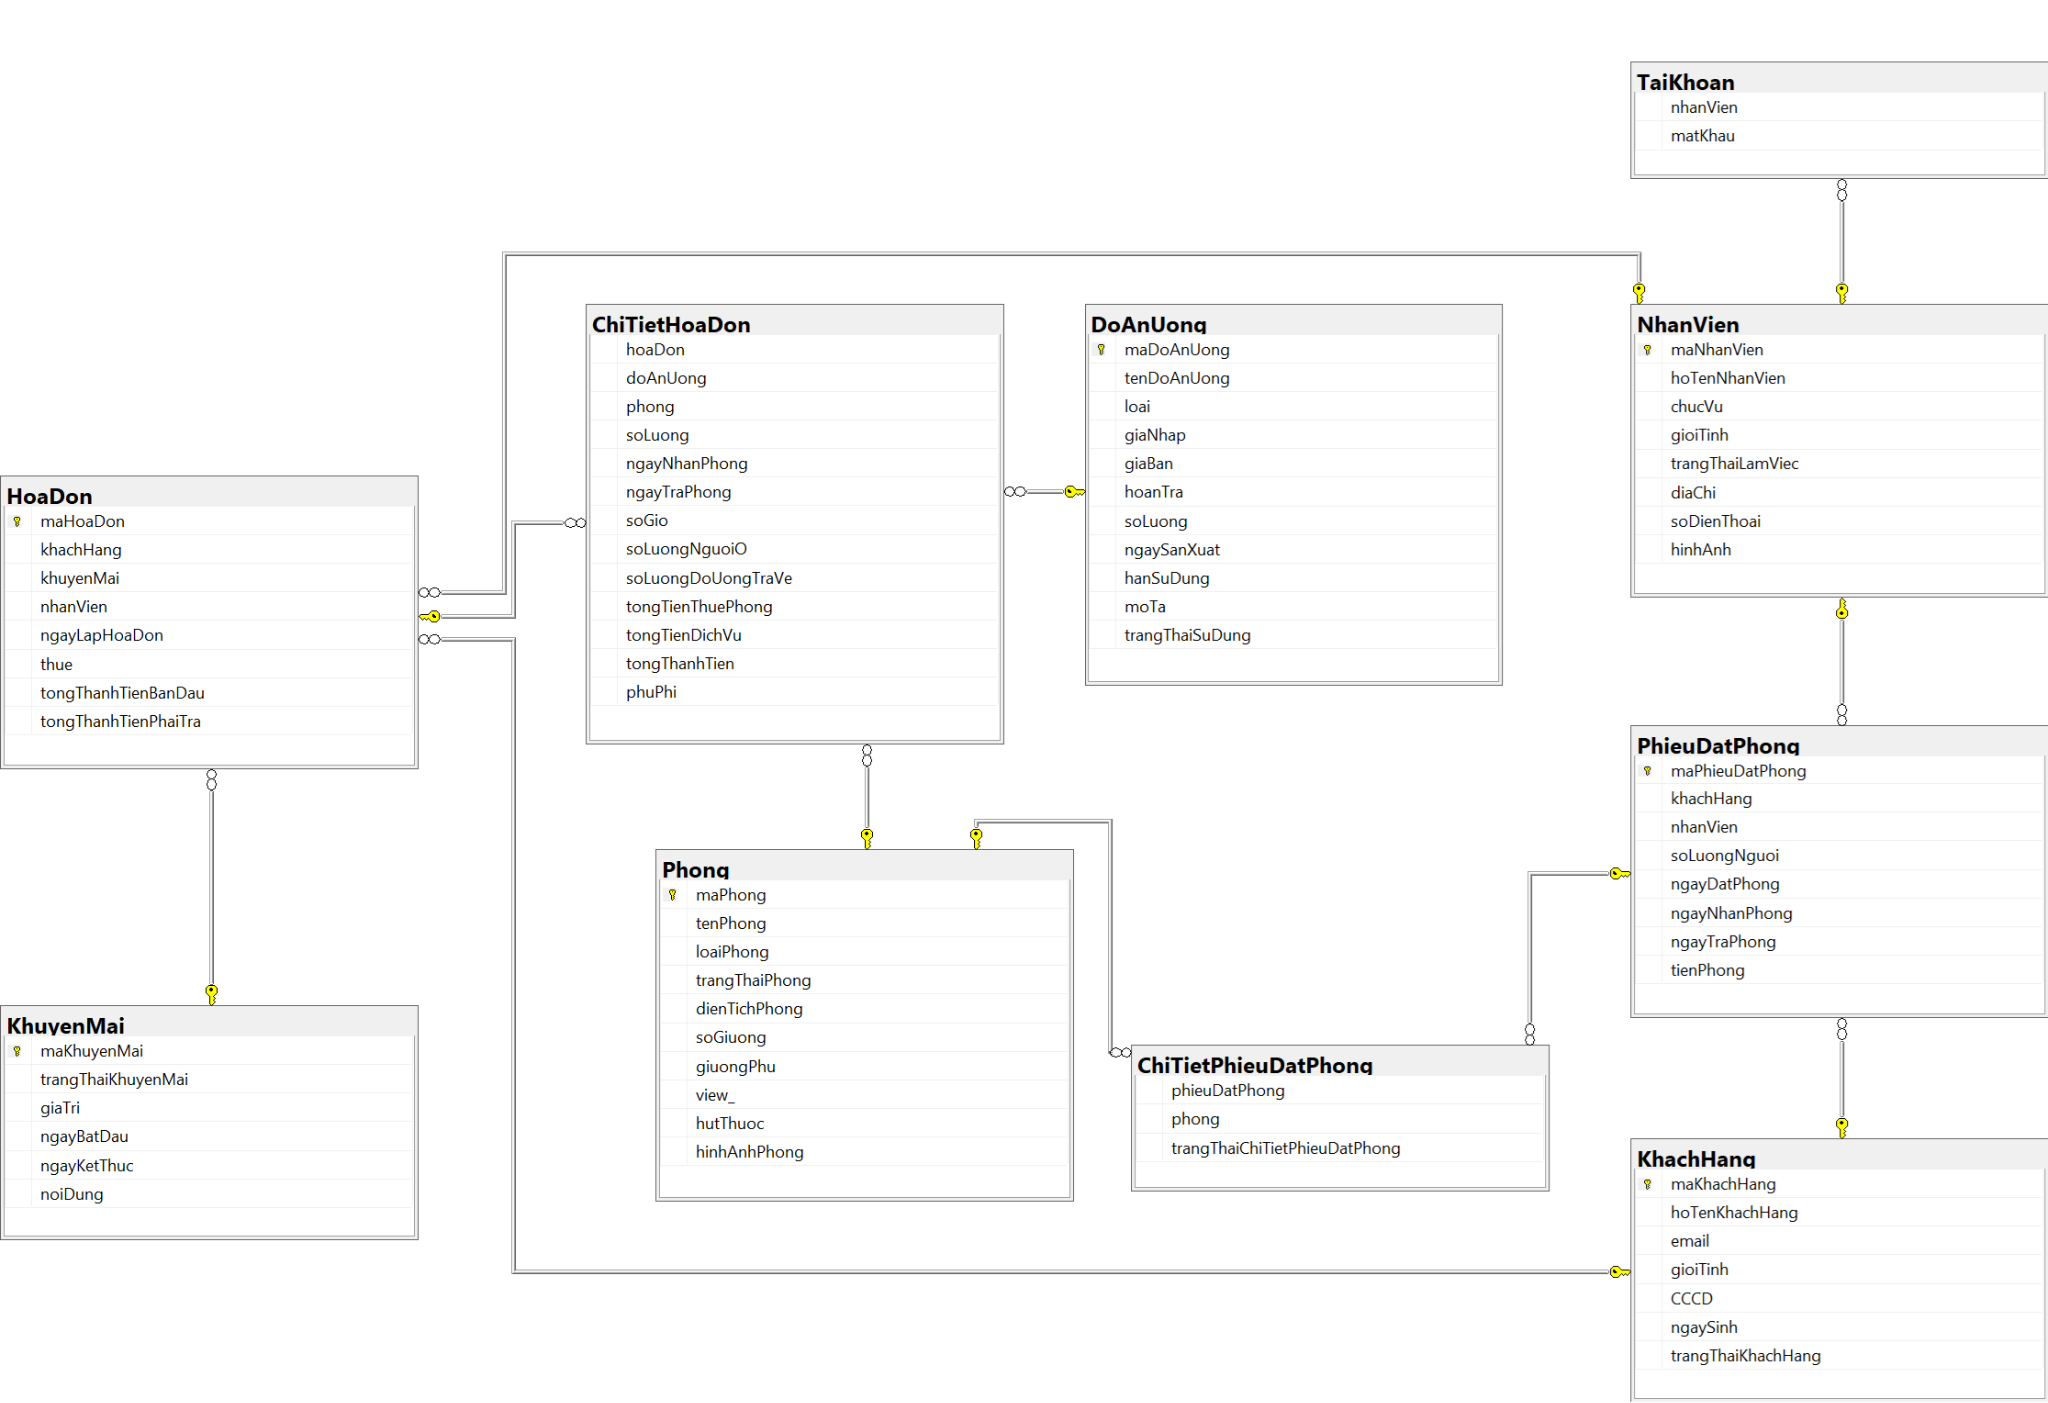 TaiKhoan
nhanVien
matKhau
ChiTietHoaDon
hoaDon
doAnUong
phong
soLuong
ngayNhanPhong
ngayTraPhong
soGio
soLuongNguoiO
soLuongDoUongTraVe
tongTienThuePhong
tongTienDichVu
tongThanhTien
phuPhi
DoAnUong
maDoAnUong
tenDoAnUong
loai
giaNhap
giaBan
hoanTra
soLuong
ngaySanXuat
hanSuDung
moTa
trangThaiSuDung
NhanVien
maNhanVien
hoTenNhanVien
chucVu
gioiTinh
trangThaiLamViec
diaChi
soDienThoai
hinhAnh
HoaDon
maHoaDon
khachHang
khuyenMai
nhanVien
ngayLapHoaDon
thue
tongThanhTienBanDau
tongThanhTienPhaiTra
PhieuDatPhong
maPhieuDatPhong
khachHang
nhanVien
soLuongNguoi
ngayDatPhong
ngayNhanPhong
ngayTraPhong
tienPhong
Phong
maPhong
tenPhong
loaiPhong
trangThaiPhong
dienTichPhong
soGiuong
giuongPhu
view_
hutThuoc
hinhAnhPhong
KhuyenMai
maKhuyenMai
trangThaiKhuyenMai
giaTri
ngayBatDau
ngayKetThuc
noiDung
ChiTietPhieuDatPhong
phieuDatPhong
phong
trangThaiChiTietPhieuDatPhong
KhachHang
maKhachHang
hoTenKhachHang
email
gioiTinh
CCCD
ngaySinh
trangThaiKhachHang